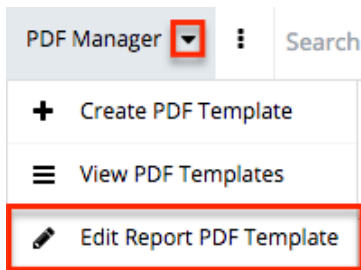 PDF Manager Search
Create PDF Template
View PDF Templates
Edit Report PDF Template